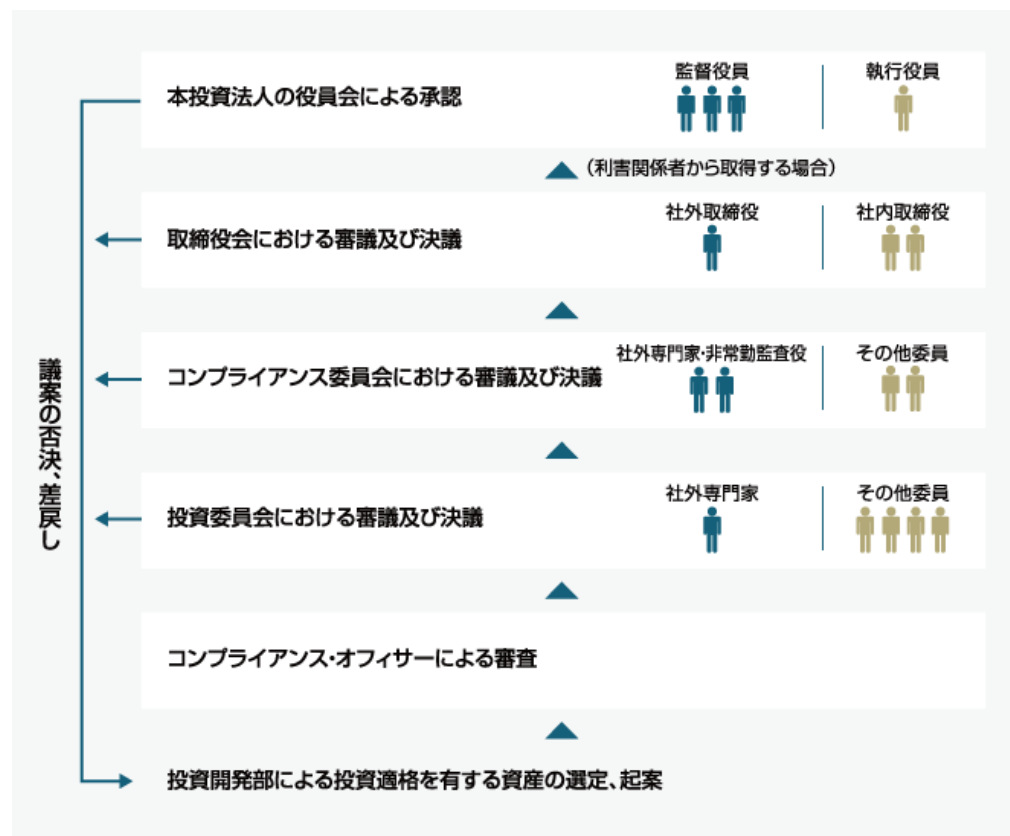 本投資法人の役員会による承認
監督役員
執行役員
（利害関係者から取得する場合）
取締役会における審議及び決議
社外取締役
社内取締役
コンプライアンス委員会における審議及び決議
社外専門家・非常勤監査役
その他委員
投資委員会における審議及び決議
社外専門家
その他委員
コンプライアンス・オフィサーによる審査
投資開発部による投資適格を有する資産の選定、起案
議案の否決、差戻し